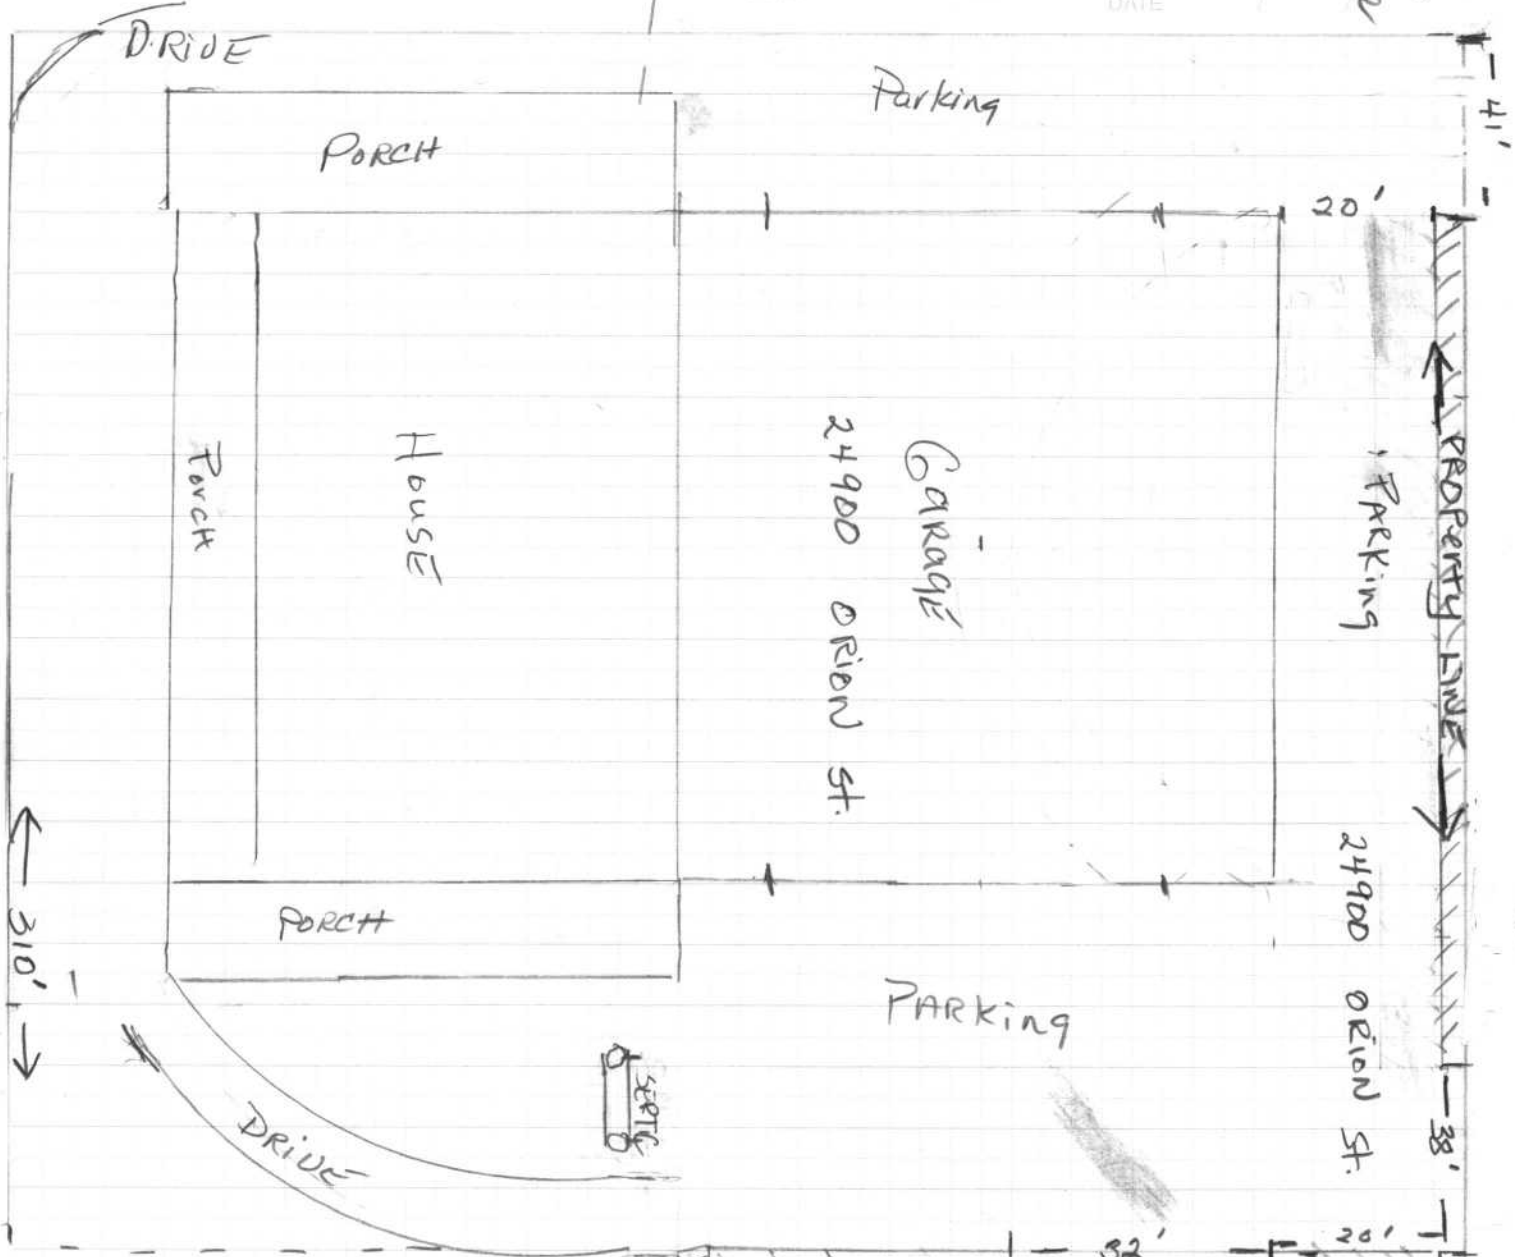 DRIVE
DATE
Parking
41'
PORCH
20'
PORCH
HOUSE
24900 ORION St.
GARAGE
PARKING
PROPERTY LINE
24900 ORION St.
310'
PORCH
PARKing
SEPTIC
DRIVE
38'
32'
20'